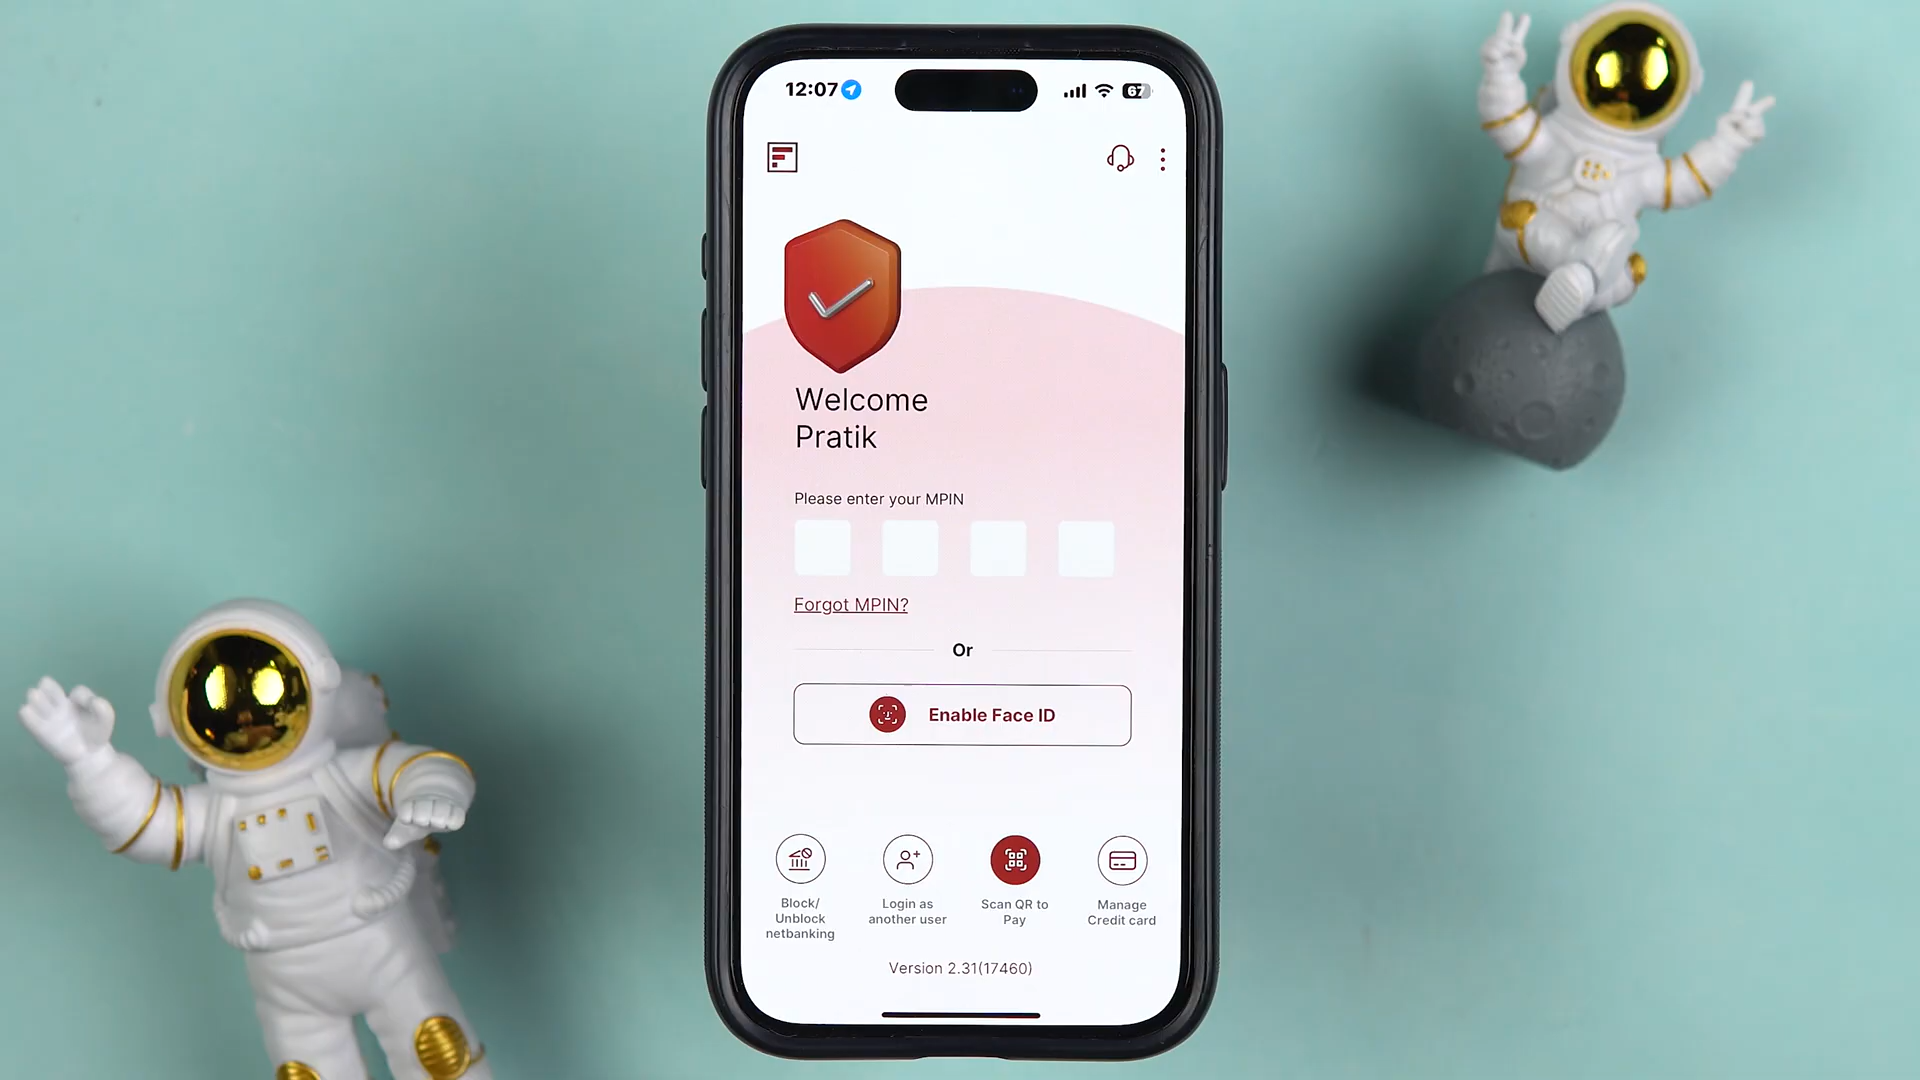 12:07
67
Welcome
Pratik
Please enter your MPIN
Forgot MPIN?
Or
Enable Face ID
Block/
Unblock
netbanking
Login as
another user
Scan QR to
Pay
Manage
Credit card
Version 2.31(17460)